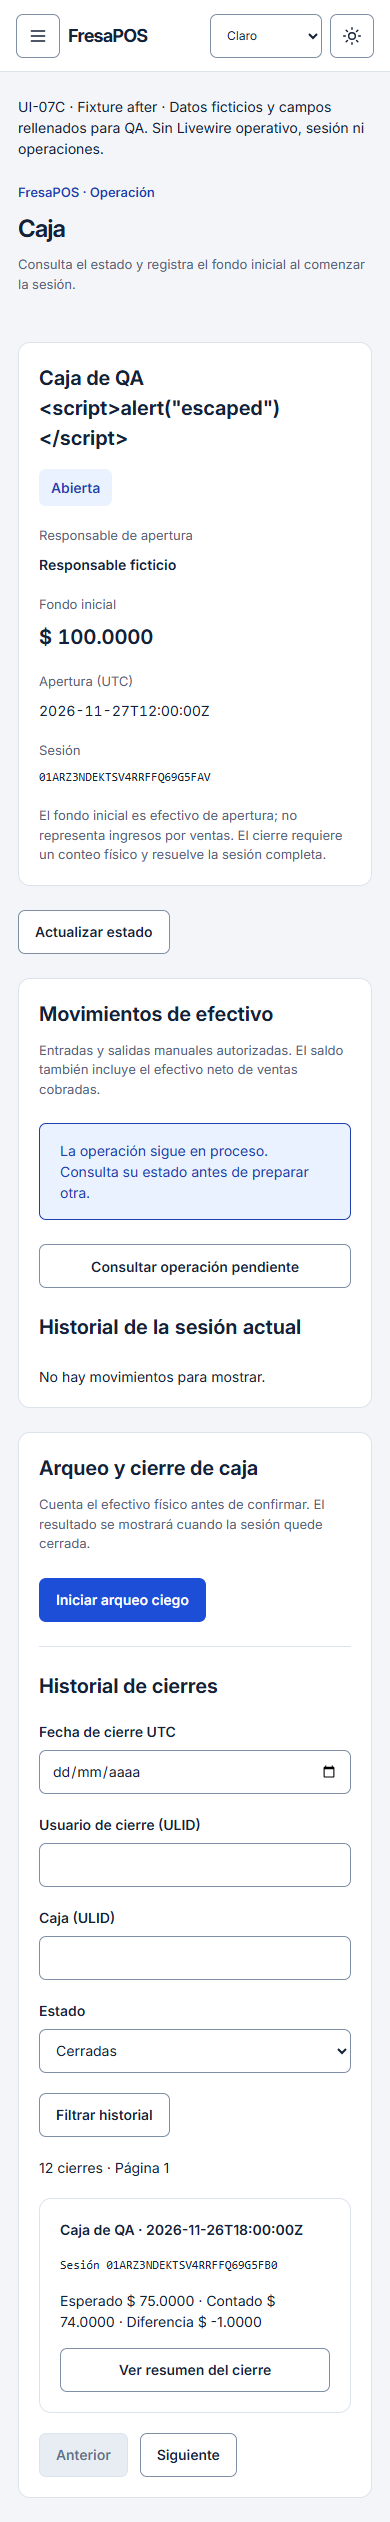 FresaPOS
Claro
UI-07C · Fixture after · Datos ficticios y campos
rellenados para QA. Sin Livewire operativo, sesión ni
operaciones.
FresaPOS · Operación
Caja
Consulta el estado y registra el fondo inicial al comenzar
la sesión.
Caja de QA
<script>alert("escaped")
</script>
Abierta
Responsable de apertura
Responsable ficticio
Fondo inicial
$ 100.0000
Apertura (UTC)
2026-11-27T12:00:00Z
Sesión
01ARZ3NDEKTSV4RRFFQ69G5FAV
El fondo inicial es efectivo de apertura; no
representa ingresos por ventas. El cierre requiere
un conteo físico y resuelve la sesión completa.
Actualizar estado
Movimientos de efectivo
Entradas y salidas manuales autorizadas. El saldo
también incluye el efectivo neto de ventas
cobradas.
La operación sigue en proceso.
Consulta su estado antes de preparar
otra.
Consultar operación pendiente
Historial de la sesión actual
No hay movimientos para mostrar.
Arqueo y cierre de caja
Cuenta el efectivo físico antes de confirmar. El
resultado se mostrará cuando la sesión quede
cerrada.
Iniciar arqueo ciego
Historial de cierres
Fecha de cierre UTC
dd/mm/aaaa
Usuario de cierre (ULID)
Caja (ULID)
Estado
Cerradas
Filtrar historial
12 cierres · Página 1
Caja de QA · 2026-11-26T18:00:00Z
Sesión 01ARZ3NDEKTSV4RRFFQ69G5FB0
Esperado $ 75.0000 · Contado $
74.0000 · Diferencia $ -1.0000
Ver resumen del cierre
Anterior
Siguiente